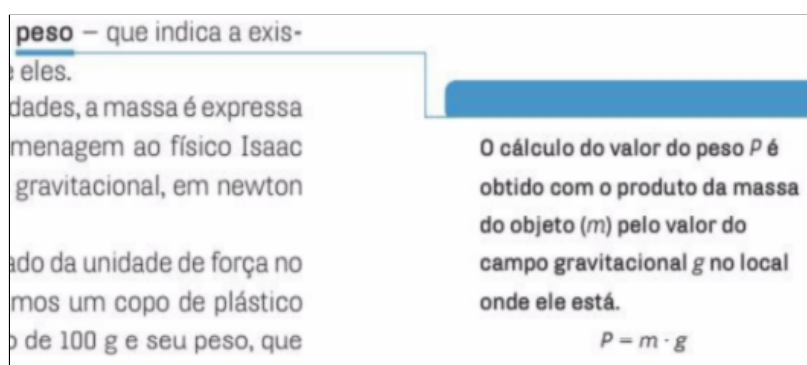 peso – que indica a exis-
eles.
dades, a massa é expressa
menagem ao físico Isaac
gravitacional, em newton
ado da unidade de força no
mos um copo de plástico
de 100 g e seu peso, que
O cálculo do valor do peso P é
obtido com o produto da massa
do objeto (m) pelo valor do
campo gravitacional g no local
onde ele está.
P = m · g